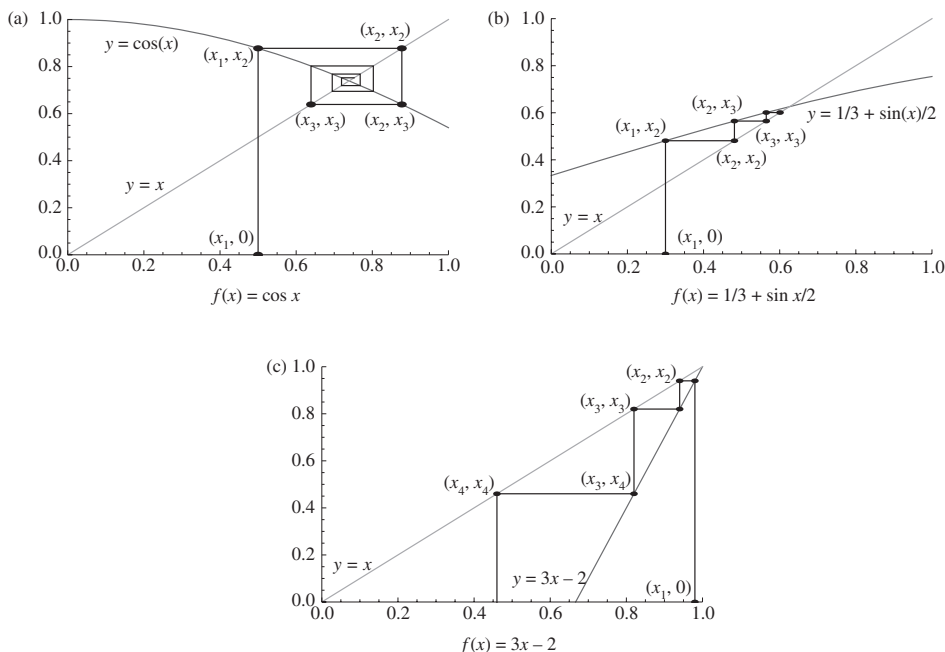 (a)
1.0
0.8
0.6
0.4
0.2
0.0
y = cos(x)
(x₁, x₂)
(x₂, x₂)
(x₃, x₃)
(x₂, x₃)
y = x
(x₁, 0)
0.0 0.2 0.4 0.6 0.8 1.0
f(x) = cos x
(b)
1.0
0.8
0.6
0.4
0.2
0.0
(x₂, x₃)
y = 1/3 + sin(x)/2
(x₁, x₂)
(x₃, x₃)
(x₂, x₂)
y = x
(x₁, 0)
0.0 0.2 0.4 0.6 0.8 1.0
f(x) = 1/3 + sin x/2
(c)
1.0
0.8
0.6
0.4
0.2
0.0
(x₂, x₂)
(x₃, x₃)
(x₄, x₄)
(x₃, x₄)
y = x
y = 3x – 2
(x₁, 0)
0.0 0.2 0.4 0.6 0.8 1.0
f(x) = 3x – 2